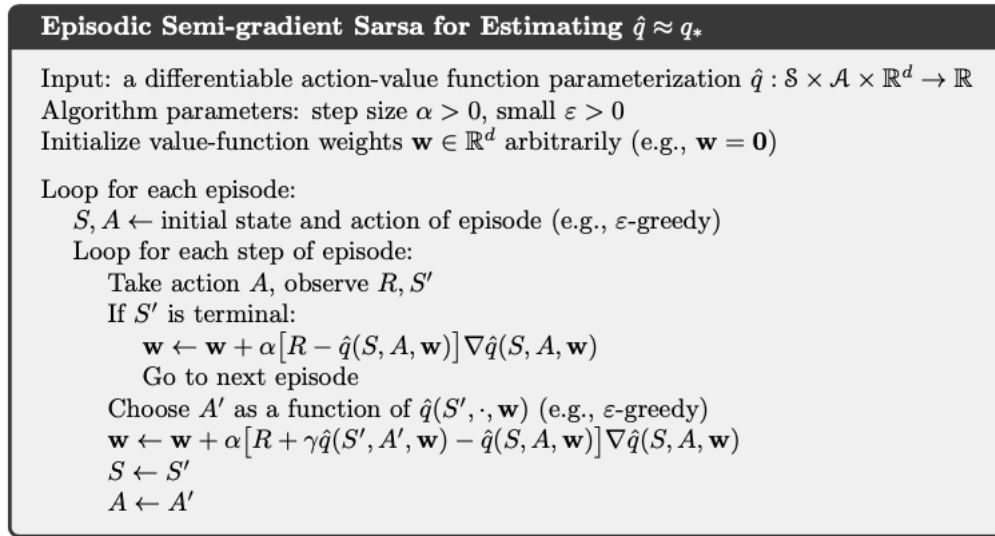 Episodic Semi-gradient Sarsa for Estimating q̂ ≈ q*
Input: a differentiable action-value function parameterization q̂ : 𝒮 × 𝒜 × ℝᵈ → ℝ
Algorithm parameters: step size α > 0, small ε > 0
Initialize value-function weights w ∈ ℝᵈ arbitrarily (e.g., w = 0)
Loop for each episode:
S, A ← initial state and action of episode (e.g., ε-greedy)
Loop for each step of episode:
Take action A, observe R, S′
If S′ is terminal:
w ← w + α[R − q̂(S, A, w)]∇q̂(S, A, w)
Go to next episode
Choose A′ as a function of q̂(S′, ·, w) (e.g., ε-greedy)
w ← w + α[R + γq̂(S′, A′, w) − q̂(S, A, w)]∇q̂(S, A, w)
S ← S′
A ← A′